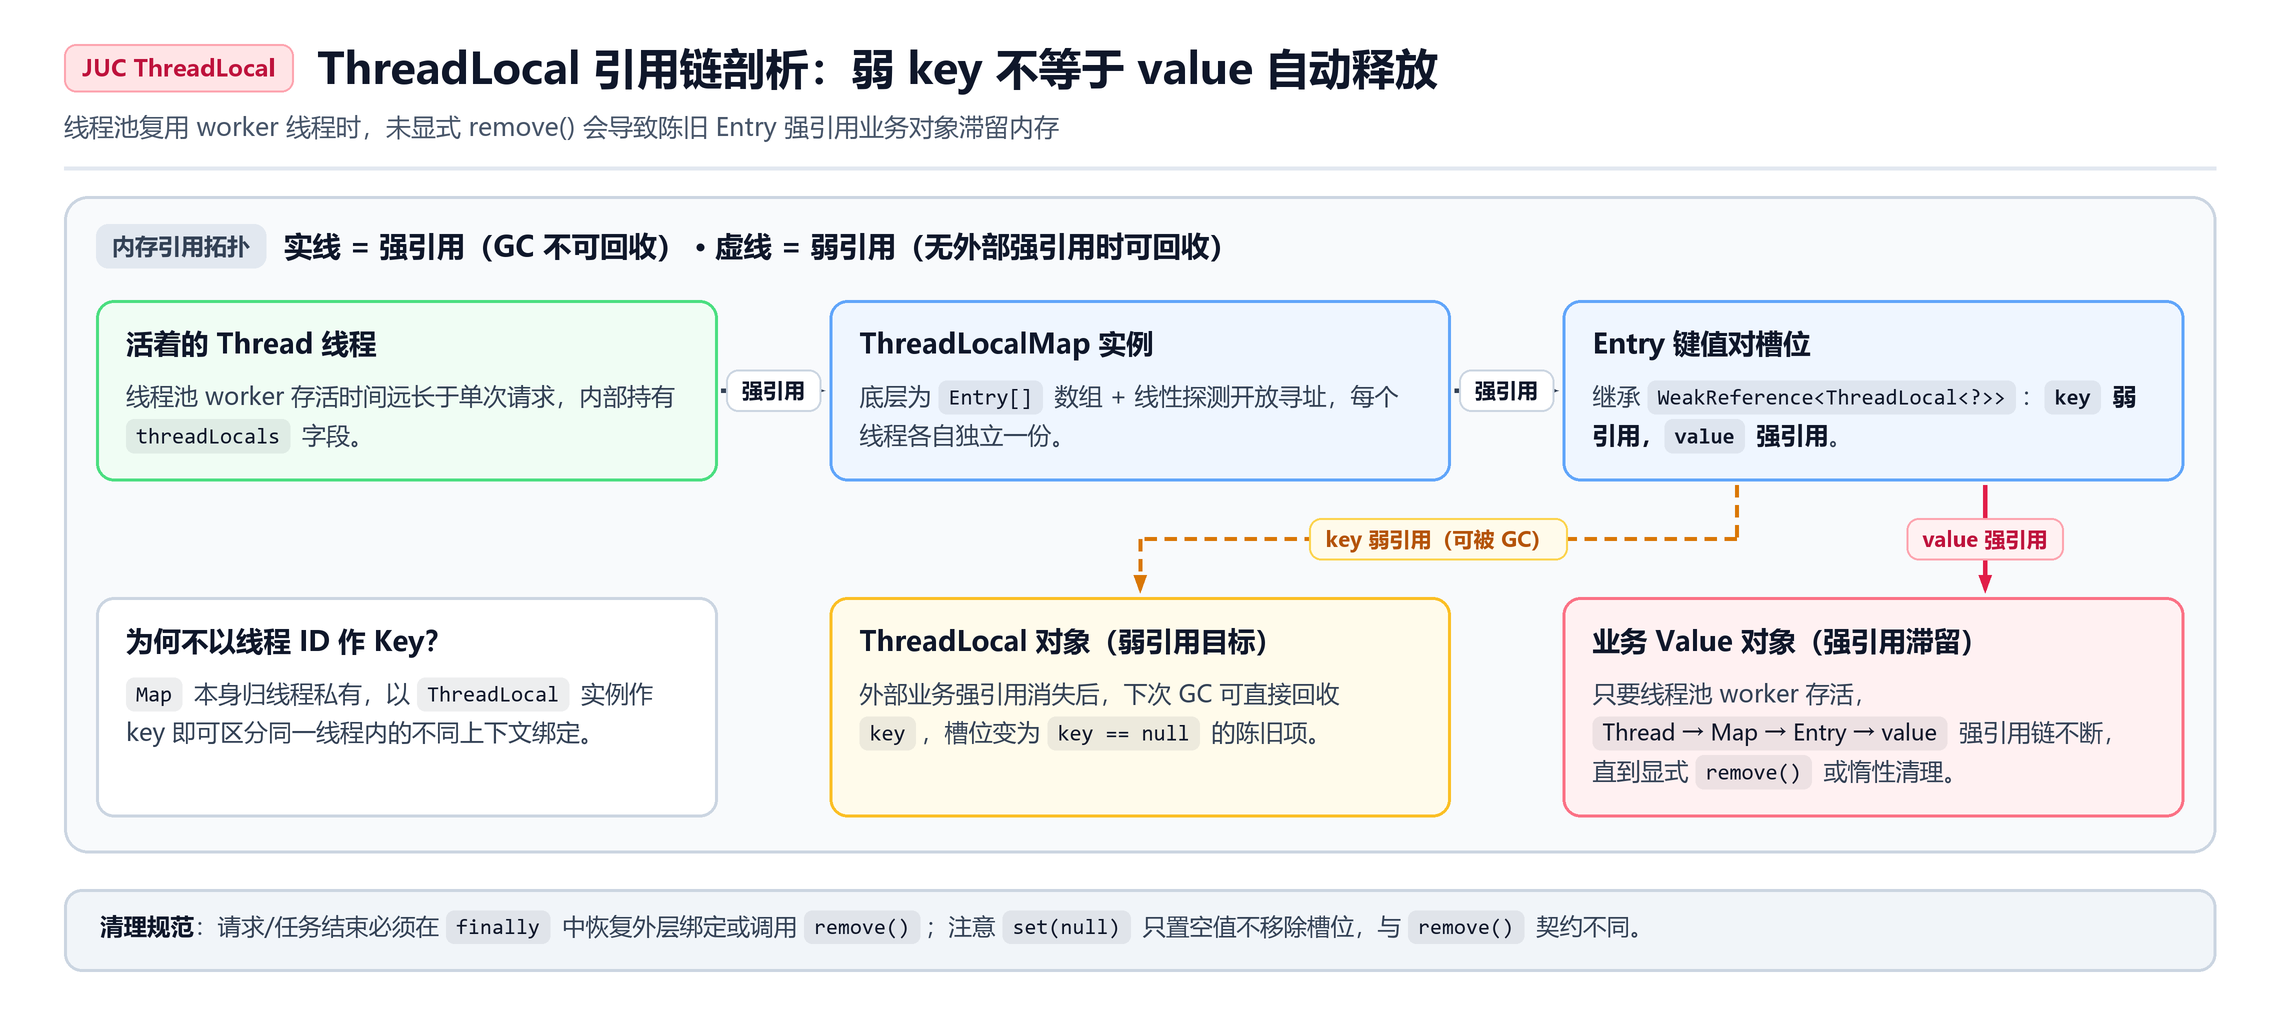 JUC ThreadLocal
ThreadLocal 引用链剖析：弱 key 不等于 value 自动释放
线程池复用 worker 线程时，未显式 remove() 会导致陈旧 Entry 强引用业务对象滞留内存
内存引用拓扑
实线 = 强引用（GC 不可回收） • 虚线 = 弱引用（无外部强引用时可回收）
活着的 Thread 线程
线程池 worker 存活时间远长于单次请求，内部持有
threadLocals 字段。
强引用
ThreadLocalMap 实例
底层为 Entry[] 数组 + 线性探测开放寻址，每个
线程各自独立一份。
强引用
Entry 键值对槽位
继承 WeakReference<ThreadLocal<?>> ：key 弱
引用，value 强引用。
key 弱引用（可被 GC）
value 强引用
为何不以线程 ID 作 Key？
Map 本身归线程私有，以 ThreadLocal 实例作
key 即可区分同一线程内的不同上下文绑定。
ThreadLocal 对象（弱引用目标）
外部业务强引用消失后，下次 GC 可直接回收
key ，槽位变为 key == null 的陈旧项。
业务 Value 对象（强引用滞留）
只要线程池 worker 存活，
Thread → Map → Entry → value 强引用链不断，
直到显式 remove() 或惰性清理。
清理规范：请求/任务结束必须在 finally 中恢复外层绑定或调用 remove() ；注意 set(null) 只置空值不移除槽位，与 remove() 契约不同。